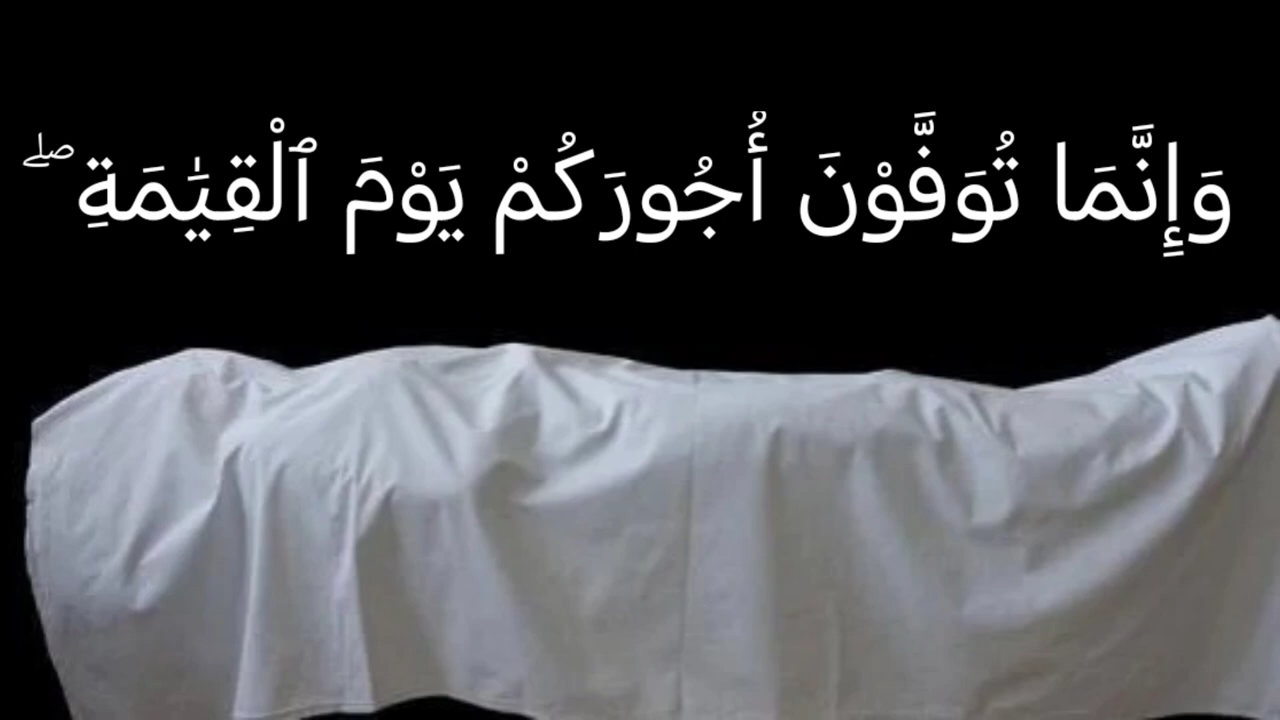 وَإِنَّمَا تُوَفَّوْنَ أُجُورَكُمْ يَوْمَ ٱلْقِيَٰمَةِ ۖ